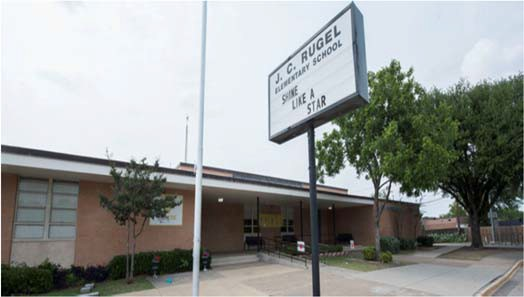 J. C. RUGEL
ELEMENTARY SCHOOL
SHINE
LIKE A
STAR